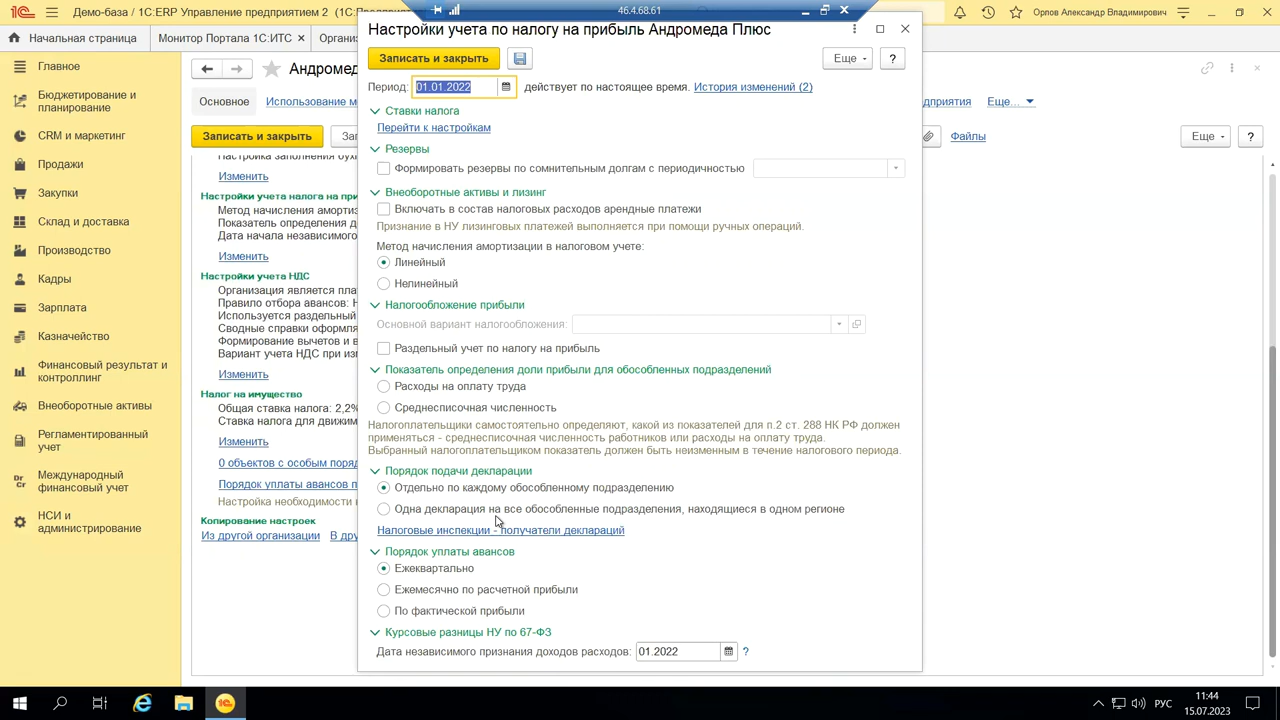 Демо-база / 1С:ERP Управление предприятием 2 (1С:Предпр
46.4.68.61
Орлов Александр Владимирович
Начальная страница
Монитор Портала 1С:ИТС
Органи
Настройки учета по налогу на прибыль Андромеда Плюс
Главное
Бюджетирование и
планирование
CRM и маркетинг
Продажи
Закупки
Склад и доставка
Производство
Кадры
Зарплата
Казначейство
Финансовый результат и
контроллинг
Внеоборотные активы
Регламентированный
учет
Международный
финансовый учет
НСИ и
администрирование
Андромед
Основное
Использование м
дприятия
Еще...
Записать и закрыть
Зап
Файлы
Еще
?
Настройка заполнения бух
Изменить
Настройки учета налога на при
Метод начисления амортиз
Показатель определения д
Дата начала независимого
Изменить
Настройки учета НДС
Организация является пла
Правило отбора авансов: Н
Используется раздельный
Сводные справки оформля
Формирование вычетов и в
Вариант учета НДС при изм
Изменить
Налог на имущество
Общая ставка налога: 2,2%
Ставка налога для движим
Изменить
0 объектов с особым поряд
Порядок уплаты авансов п
Настройка необходимости
Копирование настроек
Из другой организации
В дру
Записать и закрыть
Еще
?
Период: 01.01.2022 действует по настоящее время. История изменений (2)
Ставки налога
Перейти к настройкам
Резервы
Формировать резервы по сомнительным долгам с периодичностью
Внеоборотные активы и лизинг
Включать в состав налоговых расходов арендные платежи
Признание в НУ лизинговых платежей выполняется при помощи ручных операций.
Метод начисления амортизации в налоговом учете:
Линейный
Нелинейный
Налогообложение прибыли
Основной вариант налогообложения:
Раздельный учет по налогу на прибыль
Показатель определения доли прибыли для обособленных подразделений
Расходы на оплату труда
Среднесписочная численность
Налогоплательщики самостоятельно определяют, какой из показателей для п.2 ст. 288 НК РФ должен
применяться - среднесписочная численность работников или расходы на оплату труда.
Выбранный налогоплательщиком показатель должен быть неизменным в течение налогового периода.
Порядок подачи декларации
Отдельно по каждому обособленному подразделению
Одна декларация на все обособленные подразделения, находящиеся в одном регионе
Налоговые инспекции - получатели деклараций
Порядок уплаты авансов
Ежеквартально
Ежемесячно по расчетной прибыли
По фактической прибыли
Курсовые разницы НУ по 67-ФЗ
Дата независимого признания доходов расходов: 01.2022 ?
РУС
11:44
15.07.2023